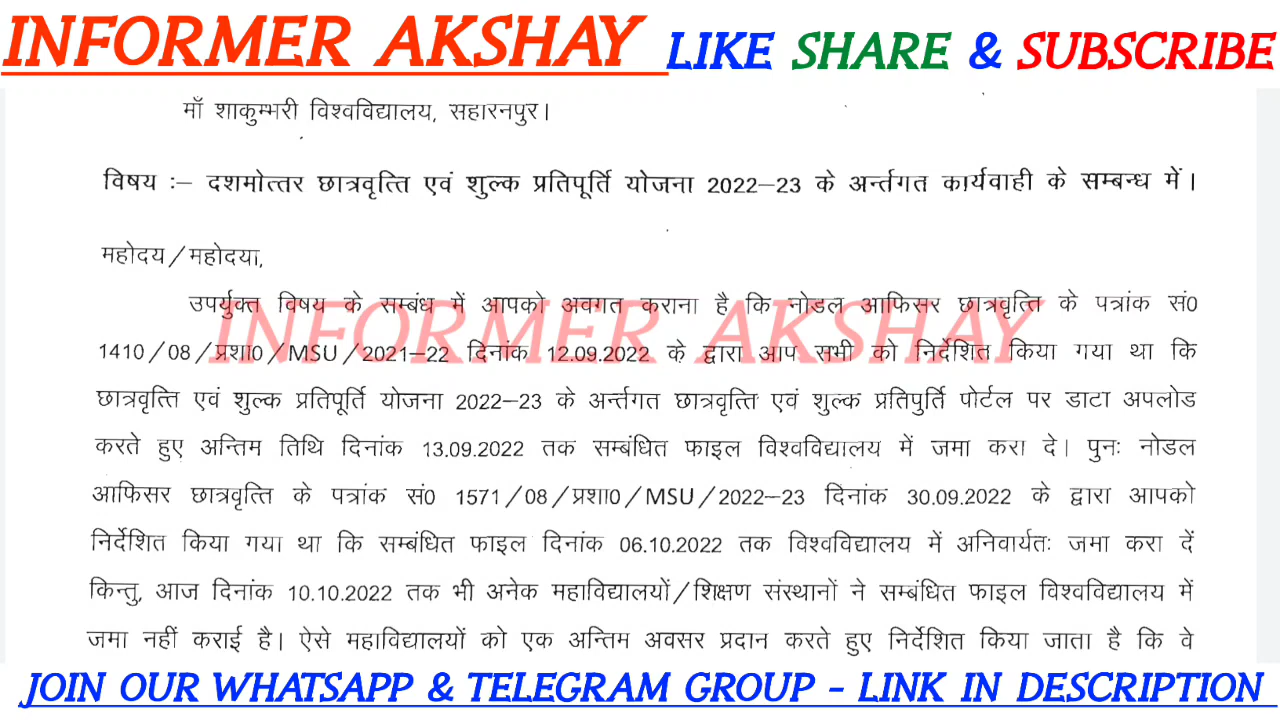 INFORMER AKSHAY LIKE SHARE & SUBSCRIBE
माँ शाकुम्भरी विश्वविद्यालय, सहारनपुर।
विषय :– दशमोत्तर छात्रवृत्ति एवं शुल्क प्रतिपूर्ति योजना 2022–23 के अर्न्तगत कार्यवाही के सम्बन्ध में।
महोदय/महोदया,
उपर्युक्त विषय के सम्बंध में आपको अवगत कराना है कि नोडल आफिसर छात्रवृत्ति के पत्रांक सं0
INFORMER AKSHAY
1410/08/प्रशा0/MSU/2021–22 दिनांक 12.09.2022 के द्वारा आप सभी को निर्देशित किया गया था कि
छात्रवृत्ति एवं शुल्क प्रतिपूर्ति योजना 2022–23 के अर्न्तगत छात्रवृत्ति एवं शुल्क प्रतिपुर्ति पोर्टल पर डाटा अपलोड
करते हुए अन्तिम तिथि दिनांक 13.09.2022 तक सम्बंधित फाइल विश्वविद्यालय में जमा करा दे। पुनः नोडल
आफिसर छात्रवृत्ति के पत्रांक सं0 1571/08/प्रशा0/MSU/2022–23 दिनांक 30.09.2022 के द्वारा आपको
निर्देशित किया गया था कि सम्बंधित फाइल दिनांक 06.10.2022 तक विश्वविद्यालय में अनिवार्यतः जमा करा दें
किन्तु, आज दिनांक 10.10.2022 तक भी अनेक महाविद्यालयों/शिक्षण संस्थानों ने सम्बंधित फाइल विश्वविद्यालय में
जमा नहीं कराई है। ऐसे महाविद्यालयों को एक अन्तिम अवसर प्रदान करते हुए निर्देशित किया जाता है कि वे
JOIN OUR WHATSAPP & TELEGRAM GROUP - LINK IN DESCRIPTION